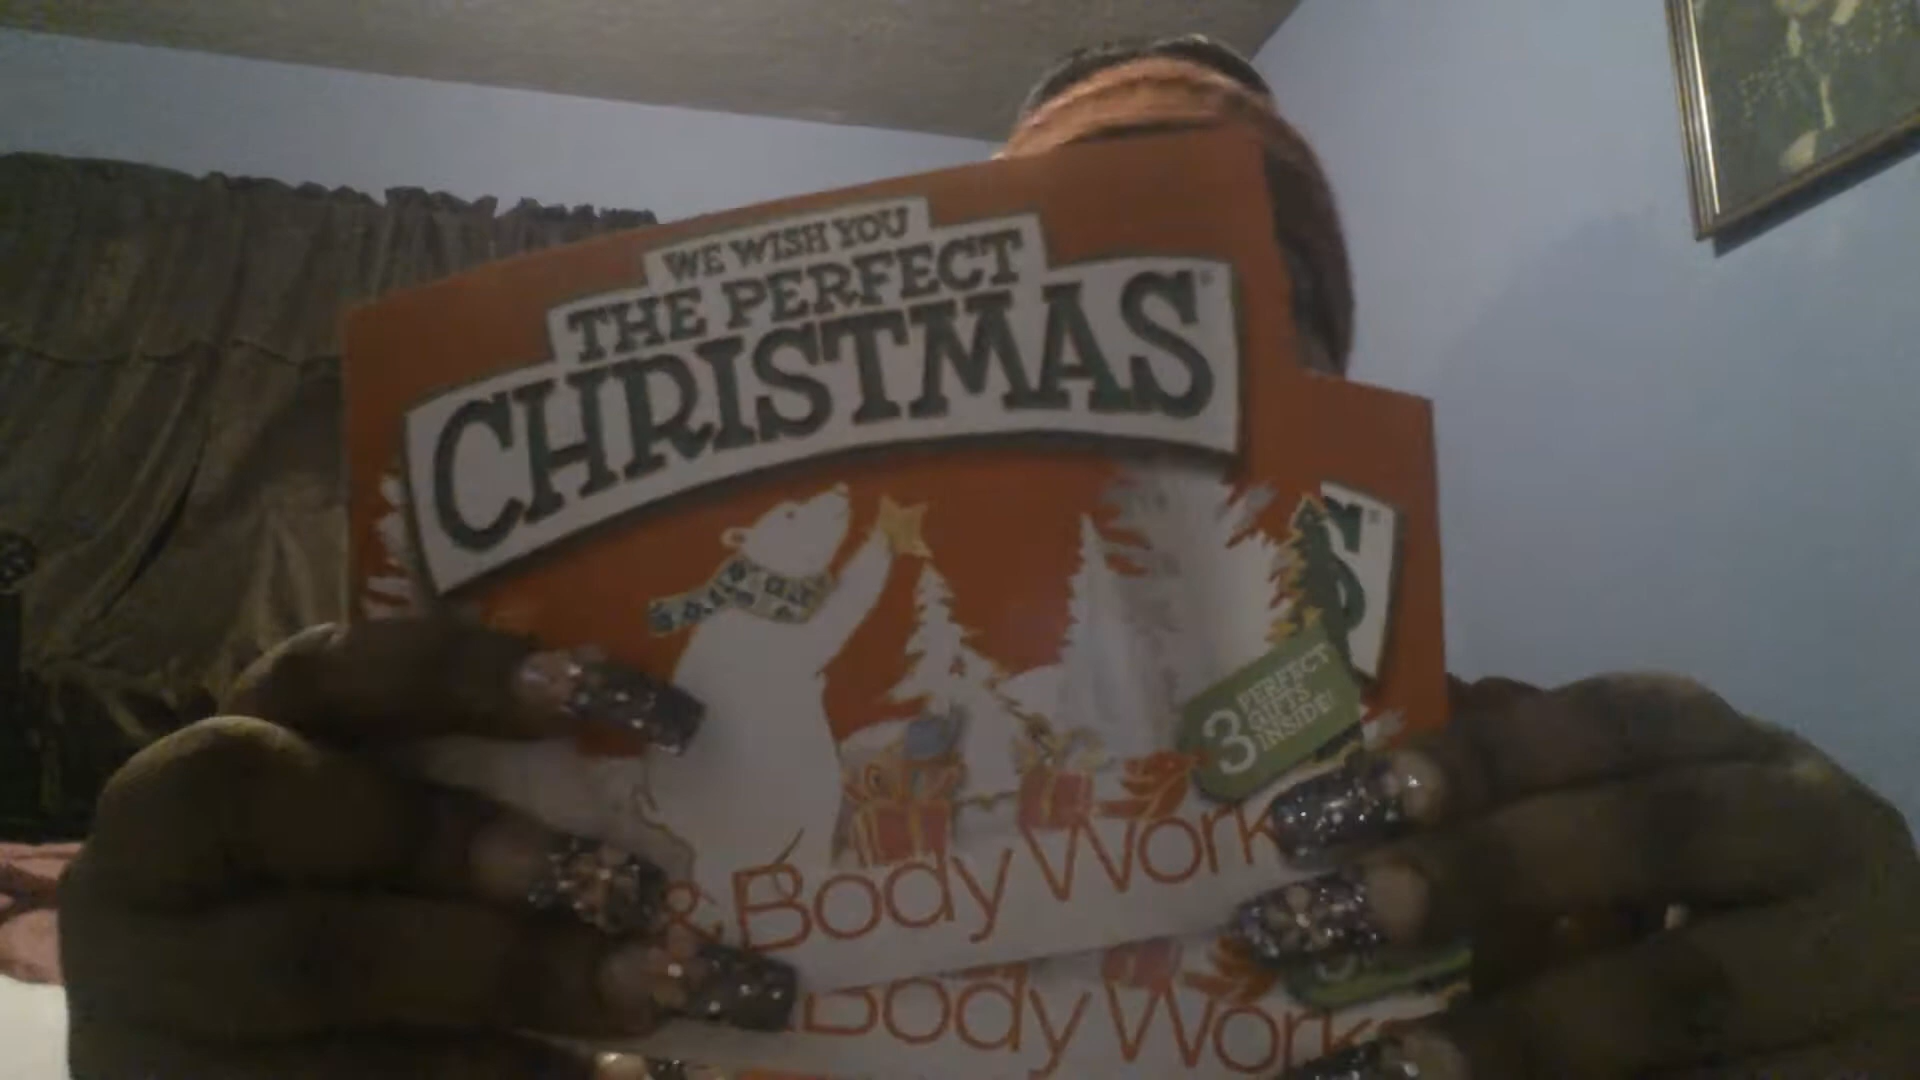 WE WISH YOU
THE PERFECT
CHRISTMAS®
S®
3 PERFECT
GIFTS
INSIDE!
& Body Work
Body Work